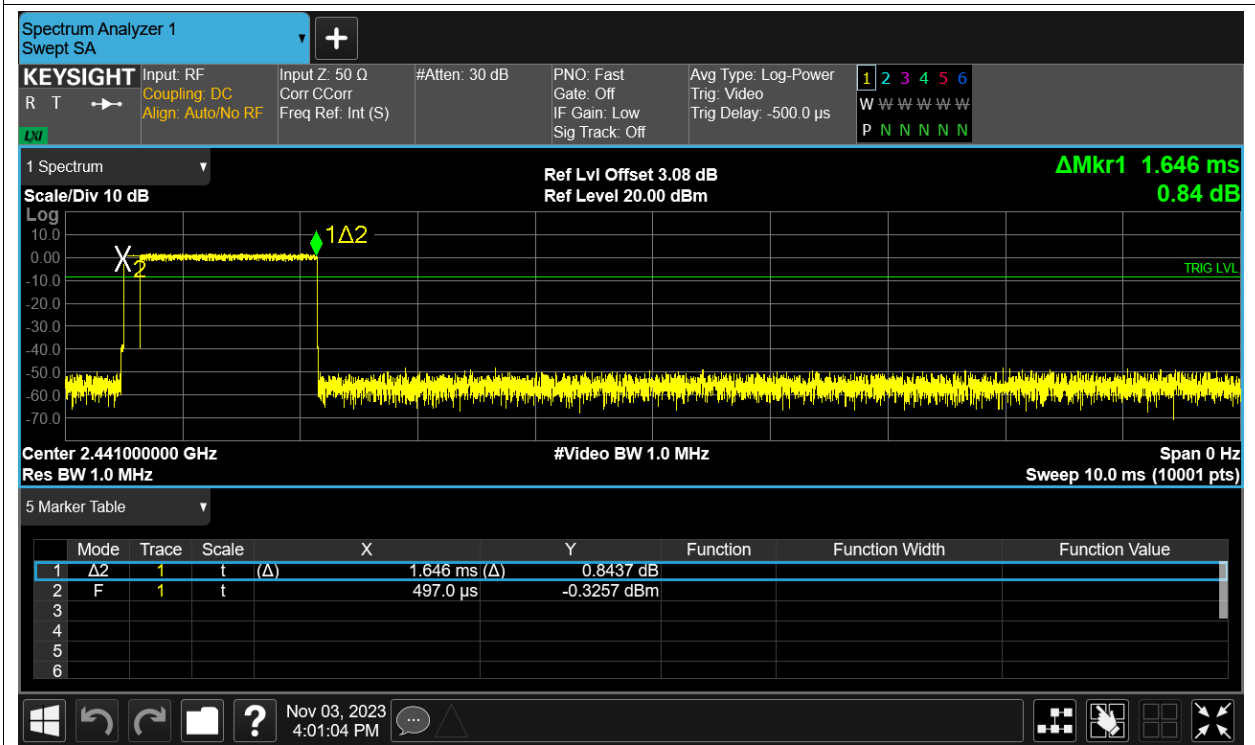 Spectrum Analyzer 1
Swept SA
KEYSIGHT Input: RF Input Z: 50 Ω #Atten: 30 dB PNO: Fast Avg Type: Log-Power 1 2 3 4 5 6
R T Coupling: DC Corr CCorr Gate: Off Trig: Video W W W W W W
Align: Auto/No RF Freq Ref: Int (S) IF Gain: Low Trig Delay: -500.0 µs
LXI Sig Track: Off P N N N N N
1 Spectrum Ref Lvl Offset 3.08 dB ΔMkr1 1.646 ms
Scale/Div 10 dB Ref Level 20.00 dBm 0.84 dB
Log
10.0 1Δ2
0.00 X 2
TRIG LVL
-10.0
-20.0
-30.0
-40.0
-50.0
-60.0
-70.0
Center 2.441000000 GHz #Video BW 1.0 MHz Span 0 Hz
Res BW 1.0 MHz Sweep 10.0 ms (10001 pts)
5 Marker Table
Mode Trace Scale X Y Function Function Width Function Value
1 Δ2 1 t (Δ) 1.646 ms (Δ) 0.8437 dB
2 F 1 t 497.0 µs -0.3257 dBm
3
4
5
6
? Nov 03, 2023
4:01:04 PM